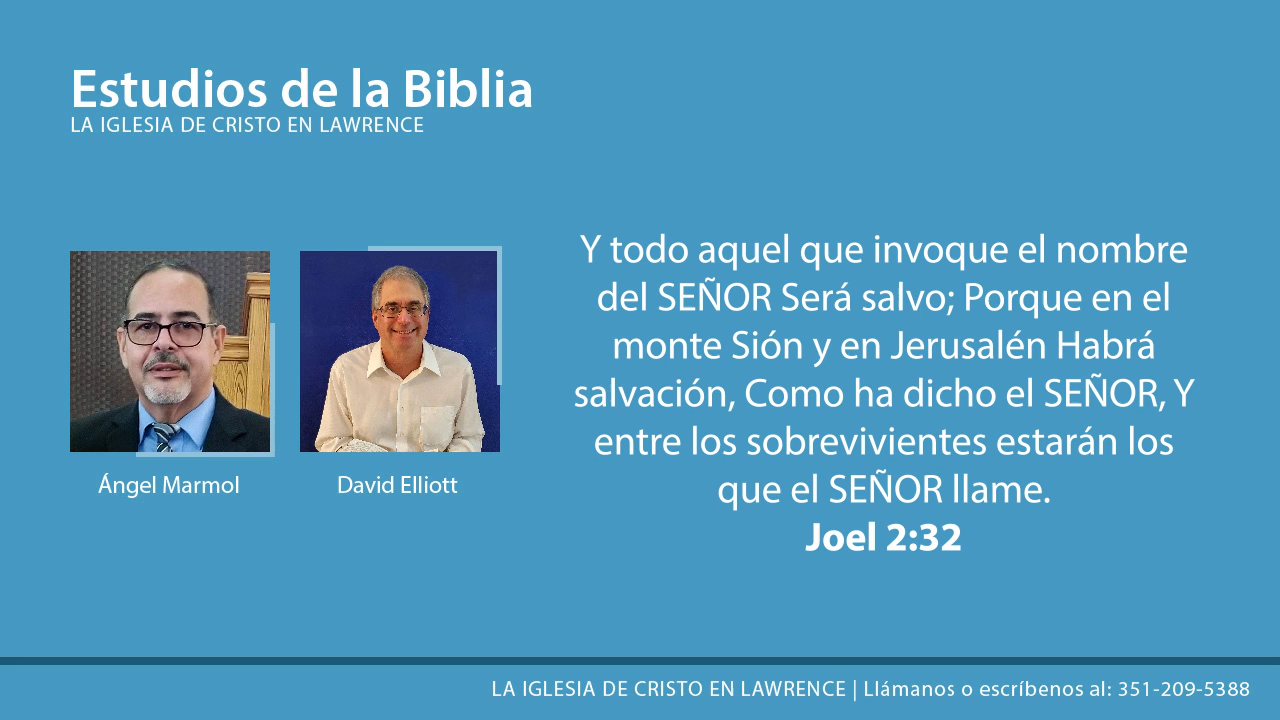 Estudios de la Biblia
LA IGLESIA DE CRISTO EN LAWRENCE
Ángel Marmol
David Elliott
Y todo aquel que invoque el nombre
del SEÑOR Será salvo; Porque en el
monte Sión y en Jerusalén Habrá
salvación, Como ha dicho el SEÑOR, Y
entre los sobrevivientes estarán los
que el SEÑOR llame.
Joel 2:32
LA IGLESIA DE CRISTO EN LAWRENCE | Llámanos o escríbenos al: 351-209-5388